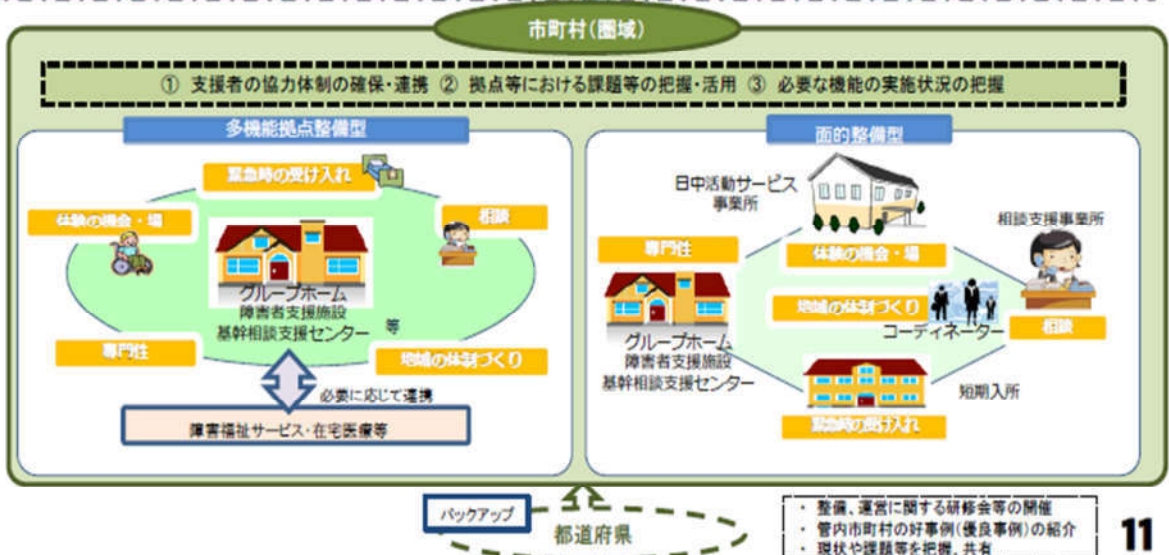 市町村(圏域)
① 支援者の協力体制の確保・連携 ② 拠点等における課題等の把握・活用 ③ 必要な機能の実施状況の把握
多機能拠点整備型
緊急時の受け入れ
体験の機会・場
相談
グループホーム
障害者支援施設
基幹相談支援センター 等
専門性
地域の体制づくり
必要に応じて連携
障害福祉サービス・在宅医療等
面的整備型
日中活動サービス
事業所
相談支援事業所
専門性
体験の機会・場
地域の体制づくり
コーディネーター
相談
グループホーム
障害者支援施設
基幹相談支援センター
短期入所
緊急時の受け入れ
バックアップ
都道府県
・ 整備、運営に関する研修会等の開催
・ 管内市町村の好事例(優良事例)の紹介
・ 現状や課題等を把握、共有
11